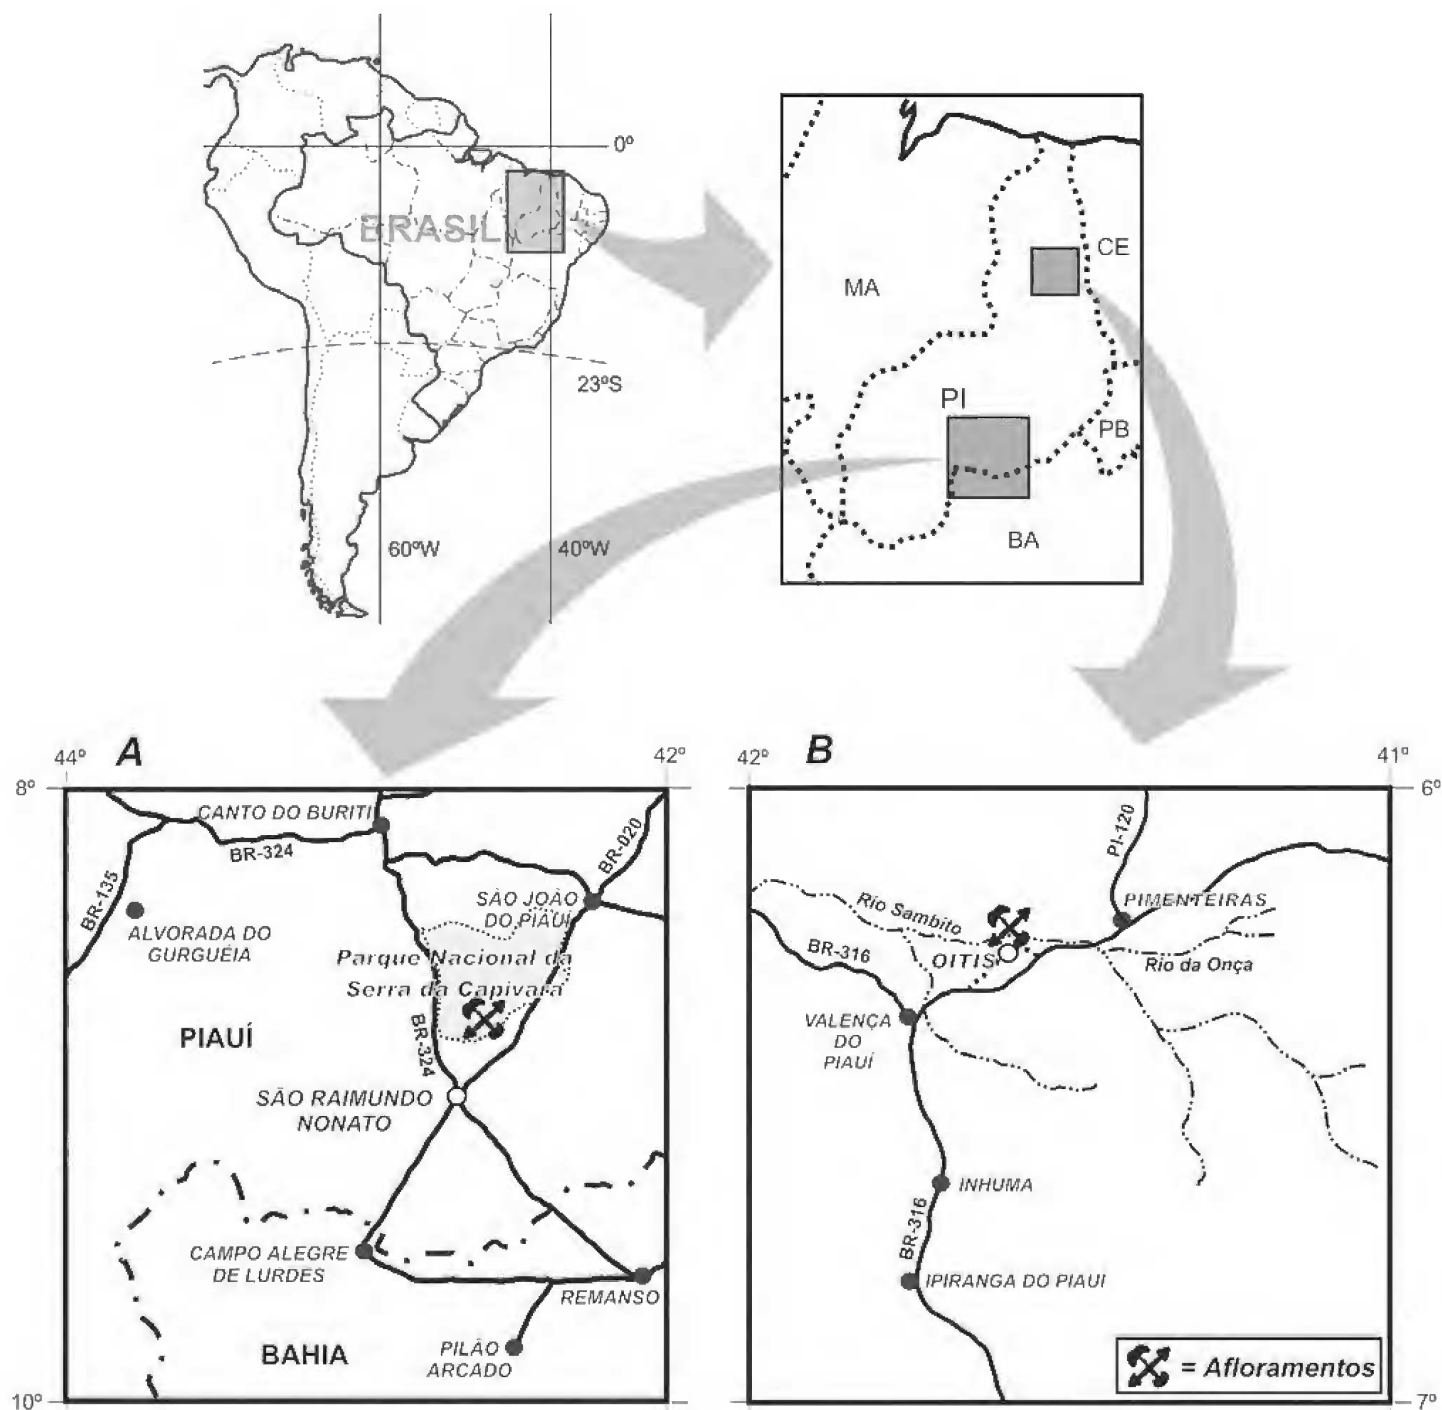 0º
BRASIL
23ºS
60ºW
40ºW
MA
CE
PI
PB
BA
A
44º
42º
8º
10º
CANTO DO BURITI
BR-324
BR-020
BR-135
SÃO JOÃO
DO PIAUÍ
ALVORADA DO
GURGUÉIA
Parque Nacional da
Serra da Capivara
PIAUÍ
BR-324
SÃO RAIMUNDO
NONATO
CAMPO ALEGRE
DE LURDES
REMANSO
BAHIA
PILÃO
ARCADO
B
42º
41º
6º
7º
PI-120
PIMENTEIRAS
Rio Sambito
BR-316
OITIS
Rio da Onça
VALENÇA
DO
PIAUÍ
INHUMA
BR-316
IPIRANGA DO PIAUI
= Afloramentos